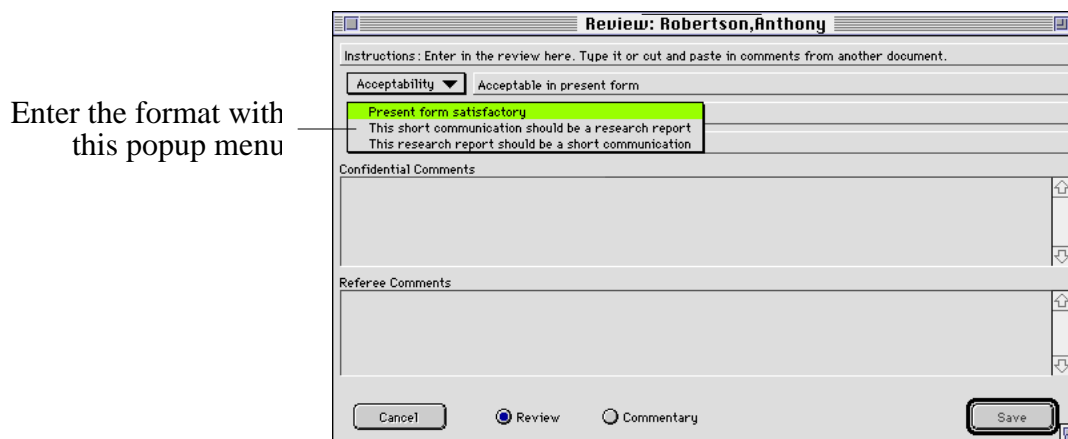 Review: Robertson,Anthony
Instructions: Enter in the review here. Type it or cut and paste in comments from another document.
Acceptability Acceptable in present form
Enter the format with
this popup menu
Present form satisfactory
This short communication should be a research report
This research report should be a short communication
Confidential Comments
Referee Comments
Cancel Review Commentary Save